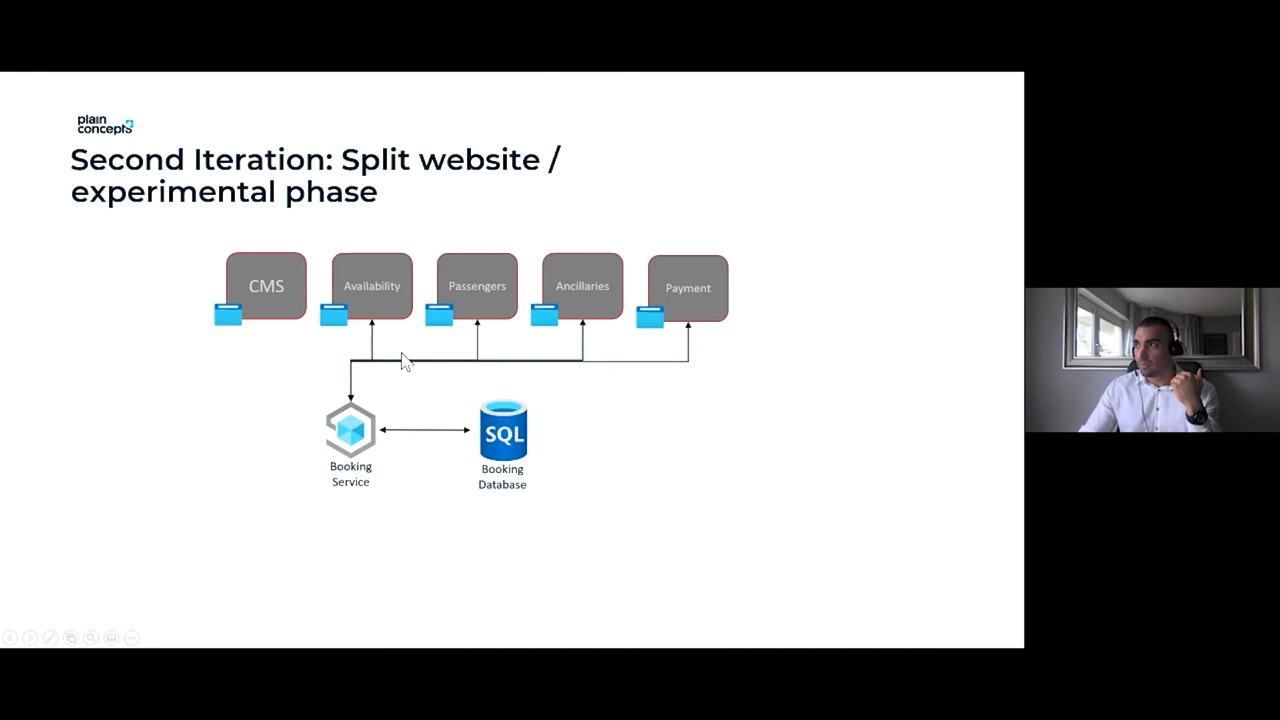 plain
concepts
Second Iteration: Split website /
experimental phase
CMS
Availability
Passengers
Ancillaries
Payment
SQL
Booking
Service
Booking
Database